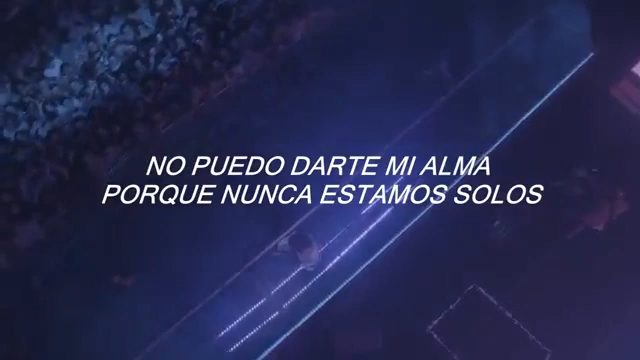 NO PUEDO DARTE MI ALMA
PORQUE NUNCA ESTAMOS SOLOS